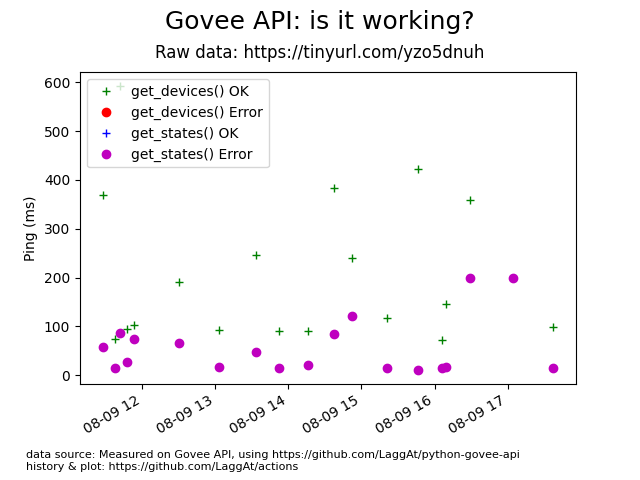 Govee API: is it working?
Raw data: https://tinyurl.com/yzo5dnuh
600
500
400
300
200
100
0
Ping (ms)
get_devices() OK
get_devices() Error
get_states() OK
get_states() Error
08-09 12
08-09 13
08-09 14
08-09 15
08-09 16
08-09 17
data source: Measured on Govee API, using https://github.com/LaggAt/python-govee-api
history & plot: https://github.com/LaggAt/actions